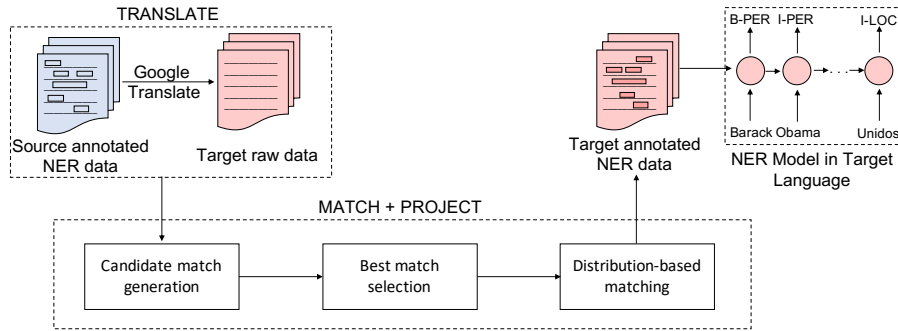 TRANSLATE
Google
Translate
Source annotated
NER data
Target raw data
Target annotated
NER data
B-PER I-PER I-LOC
. . .
Barack Obama Unidos
NER Model in Target
Language
MATCH + PROJECT
Candidate match
generation
Best match
selection
Distribution-based
matching